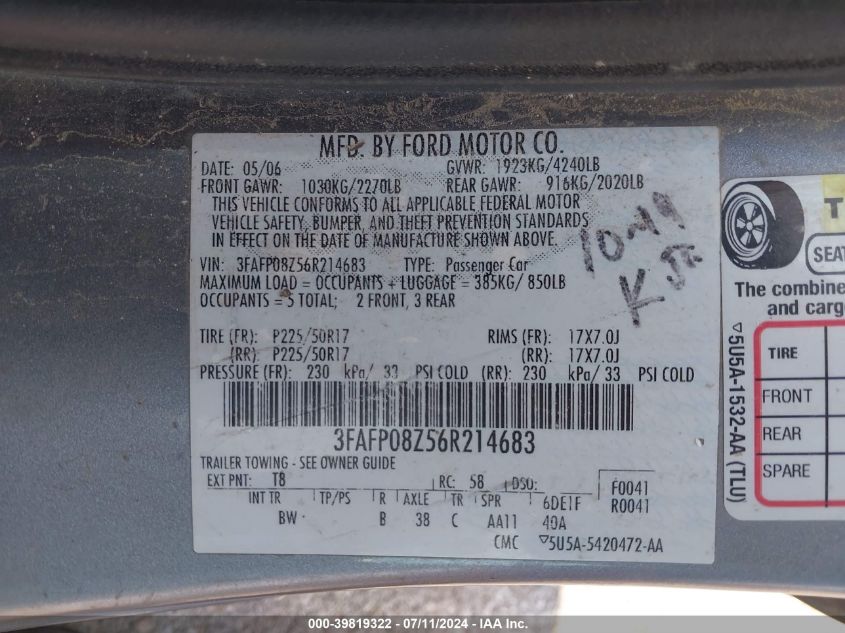 MFD. BY FORD MOTOR CO.
DATE: 05/06 GVWR: 1923KG/4240LB
FRONT GAWR: 1030KG/2270LB REAR GAWR: 916KG/2020LB
THIS VEHICLE CONFORMS TO ALL APPLICABLE FEDERAL MOTOR
VEHICLE SAFETY, BUMPER, AND THEFT PREVENTION STANDARDS
IN EFFECT ON THE DATE OF MANUFACTURE SHOWN ABOVE.
VIN: 3FAFP08Z56R214683 TYPE: Passenger Car
MAXIMUM LOAD = OCCUPANTS + LUGGAGE = 385KG/ 850LB
OCCUPANTS = 5 TOTAL; 2 FRONT, 3 REAR
TIRE (FR): P225/50R17 RIMS (FR): 17X7.0J
(RR): P225/50R17 (RR): 17X7.0J
PRESSURE (FR): 230 kPa/ 33 PSI COLD (RR): 230 kPa/ 33 PSI COLD
3FAFP08Z56R214683
TRAILER TOWING - SEE OWNER GUIDE
EXT PNT: T8 RC: 58 DSO: F0041
INT TR TP/PS R AXLE TR SPR 6DE1F R0041
BW B 38 C AA11 40A
CMC 5U5A-5420472-AA
10-49
K
T
SEAT
The combine
and cargo
TIRE
FRONT
REAR
SPARE
5U5A-1532-AA (TLU)
000-39819322 - 07/11/2024 - IAA Inc.